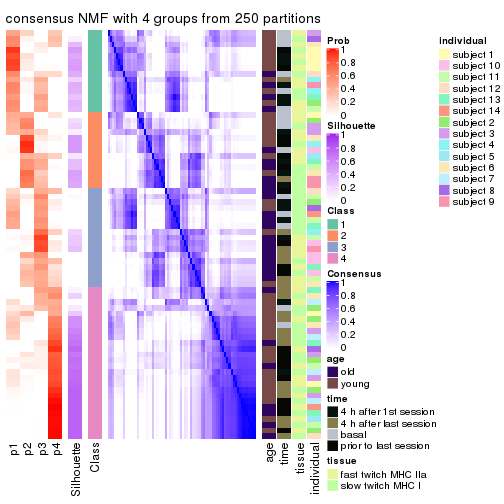 consensus NMF with 4 groups from 250 partitions
p1
p2
p3
p4
Silhouette
Class
age
time
tissue
individual
Prob
1
0.8
0.6
0.4
0.2
0
Silhouette
1
0.8
0.6
0.4
0.2
0
Class
1
2
3
4
Consensus
1
0.8
0.6
0.4
0.2
0
age
old
young
time
4 h after 1st session
4 h after last session
basal
prior to last session
tissue
fast twitch MHC IIa
slow twitch MHC I
individual
subject 1
subject 10
subject 11
subject 12
subject 13
subject 14
subject 2
subject 3
subject 4
subject 5
subject 6
subject 7
subject 8
subject 9